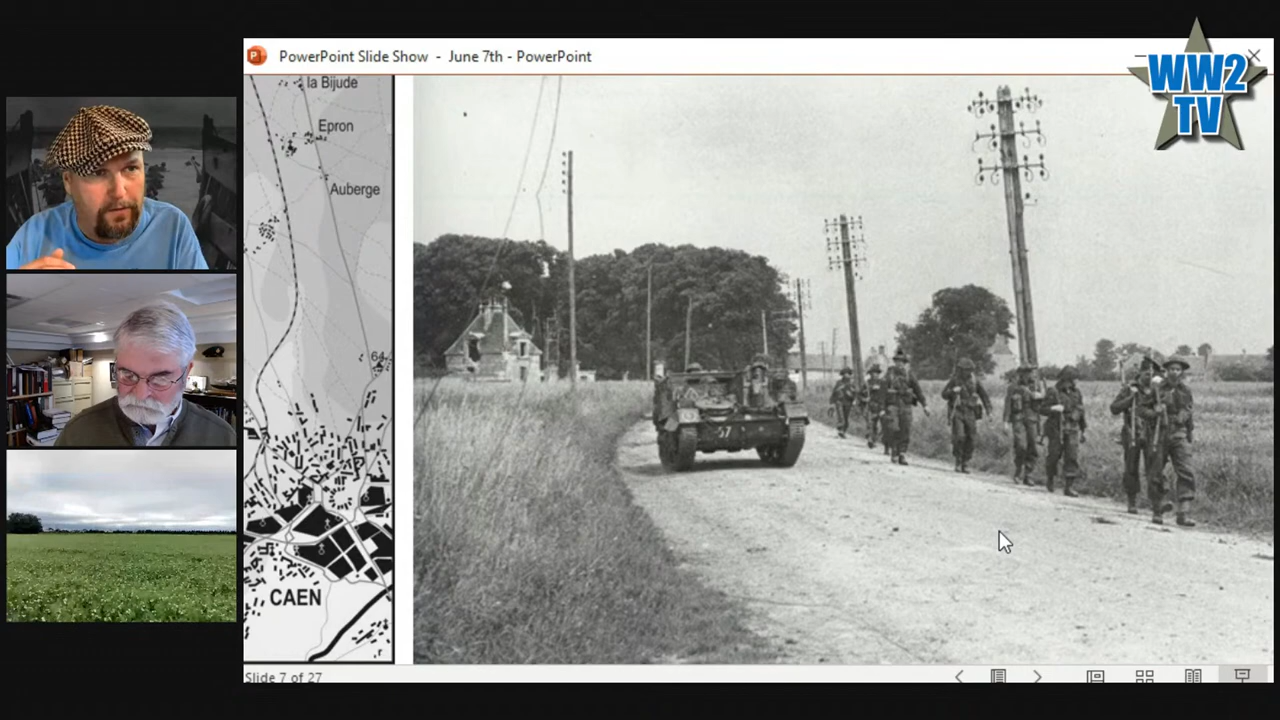 PowerPoint Slide Show - June 7th - PowerPoint
WW2
TV
la Bijude
Epron
Auberge
64
57
CAEN
Slide 7 of 27